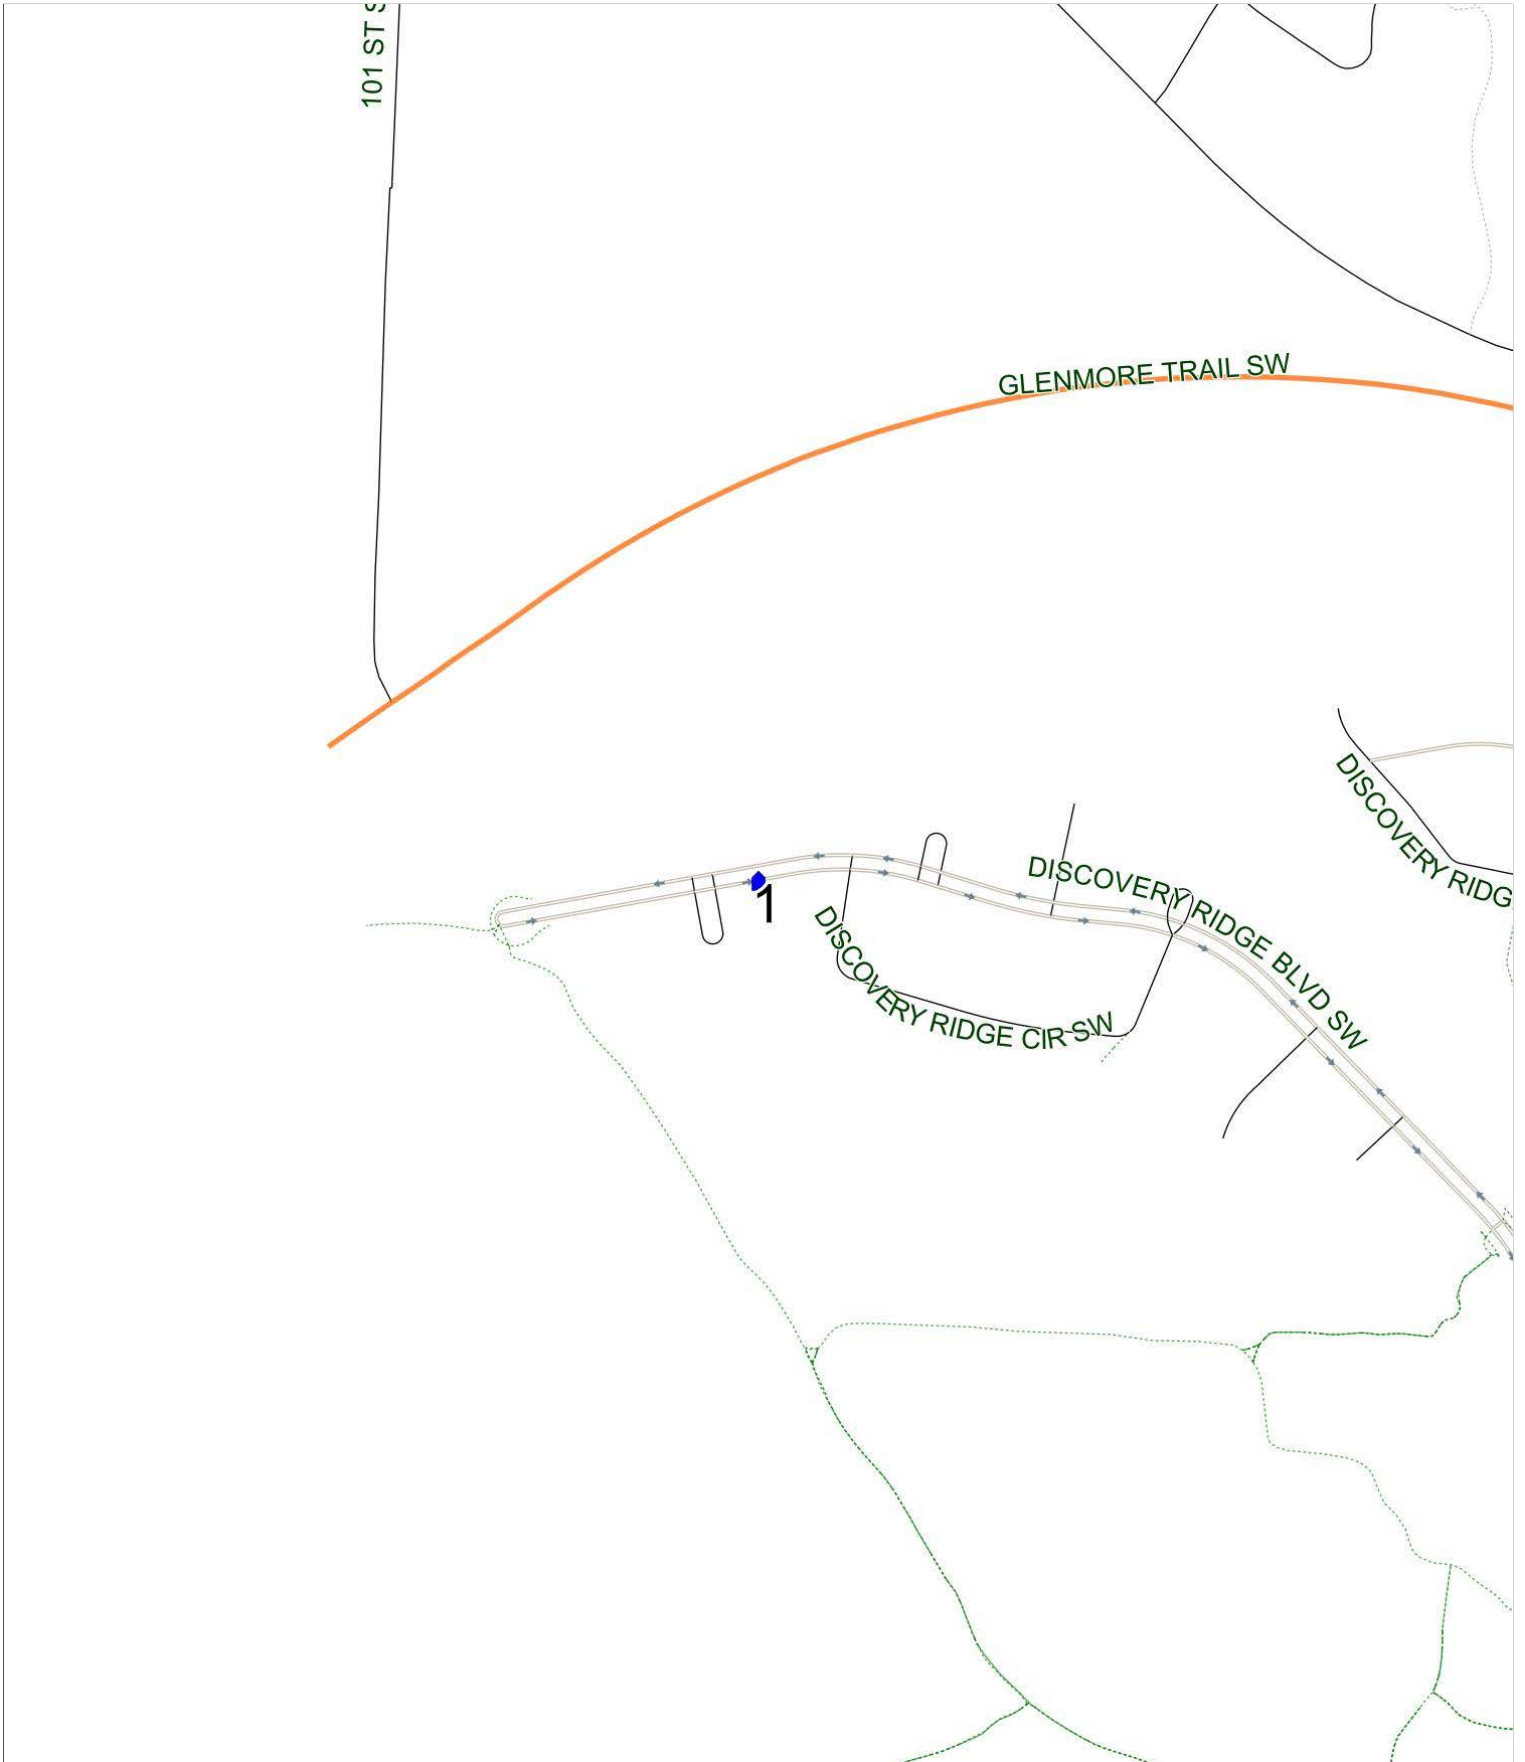 101 ST S
GLENMORE TRAIL SW
DISCOVERY RIDG
DISCOVERY RIDGE BLVD SW
1
DISCOVERY RIDGE CIR SW